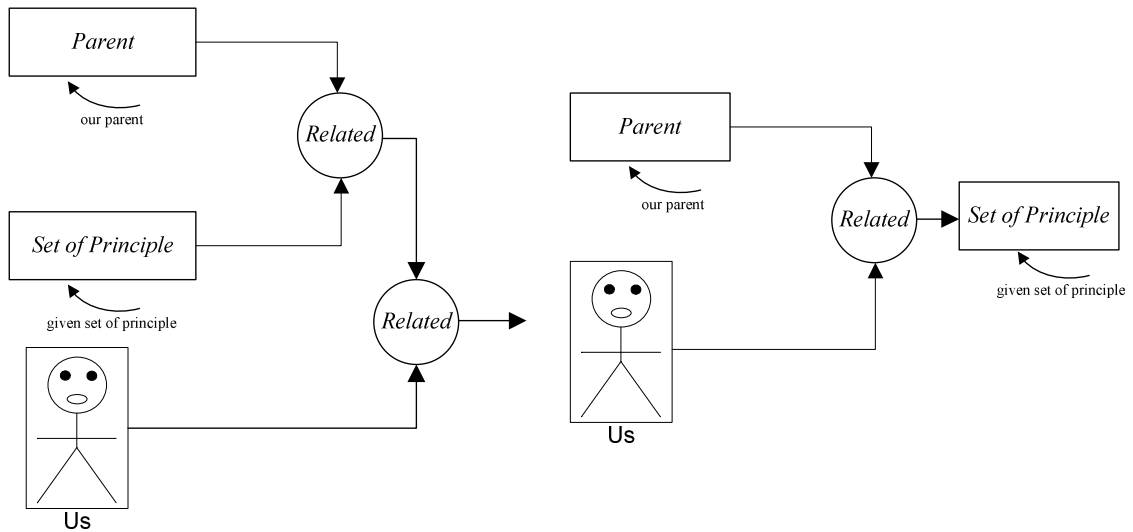 Parent
our parent
Related
Set of Principle
given set of principle
Related
Us
Parent
our parent
Related
Set of Principle
given set of principle
Us